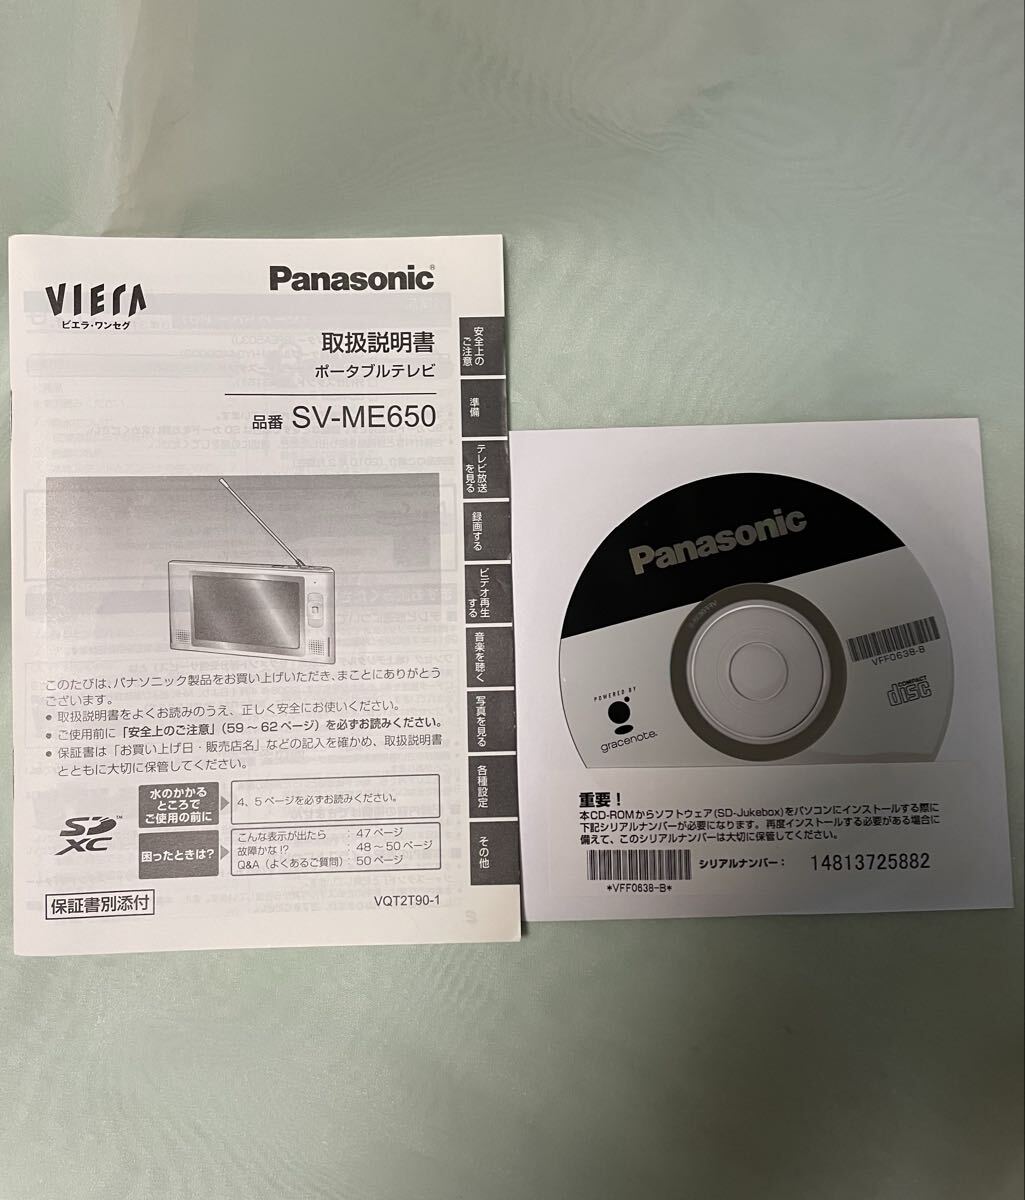 VIERA
ビエラ・ワンセグ
Panasonic®
取扱説明書
ポータブルテレビ
品番 SV-ME650
安全上の
ご注意
準備
テレビ放送
を見る
録画する
ビデオ再生
する
音楽を聴く
写真を見る
各種設定
その他
このたびは、パナソニック製品をお買い上げいただき、まことにありがとう
ございます。
● 取扱説明書をよくお読みのうえ、正しく安全にお使いください。
● ご使用前に「安全上のご注意」（59～62ページ）を必ずお読みください。
● 保証書は「お買い上げ日・販売店名」などの記入を確かめ、取扱説明書
とともに大切に保管してください。
SD™
XC
水のかかる
ところで
ご使用の前に
4、5ページを必ずお読みください。
困ったときは?
こんな表示が出たら : 47ページ
故障かな!? : 48～50ページ
Q&A（よくあるご質問） : 50ページ
保証書別添付
VQT2T90-1
Panasonic
VFF0638-B
COMPACT
disc
POWERED BY
gracenote.
重要！
本CD-ROMからソフトウェア(SD-Jukebox)をパソコンにインストールする際に
下記シリアルナンバーが必要になります。再度インストールする必要がある場合に
備えて、このシリアルナンバーは大切に保管してください。
*VFF0638-B*
シリアルナンバー： 14813725882